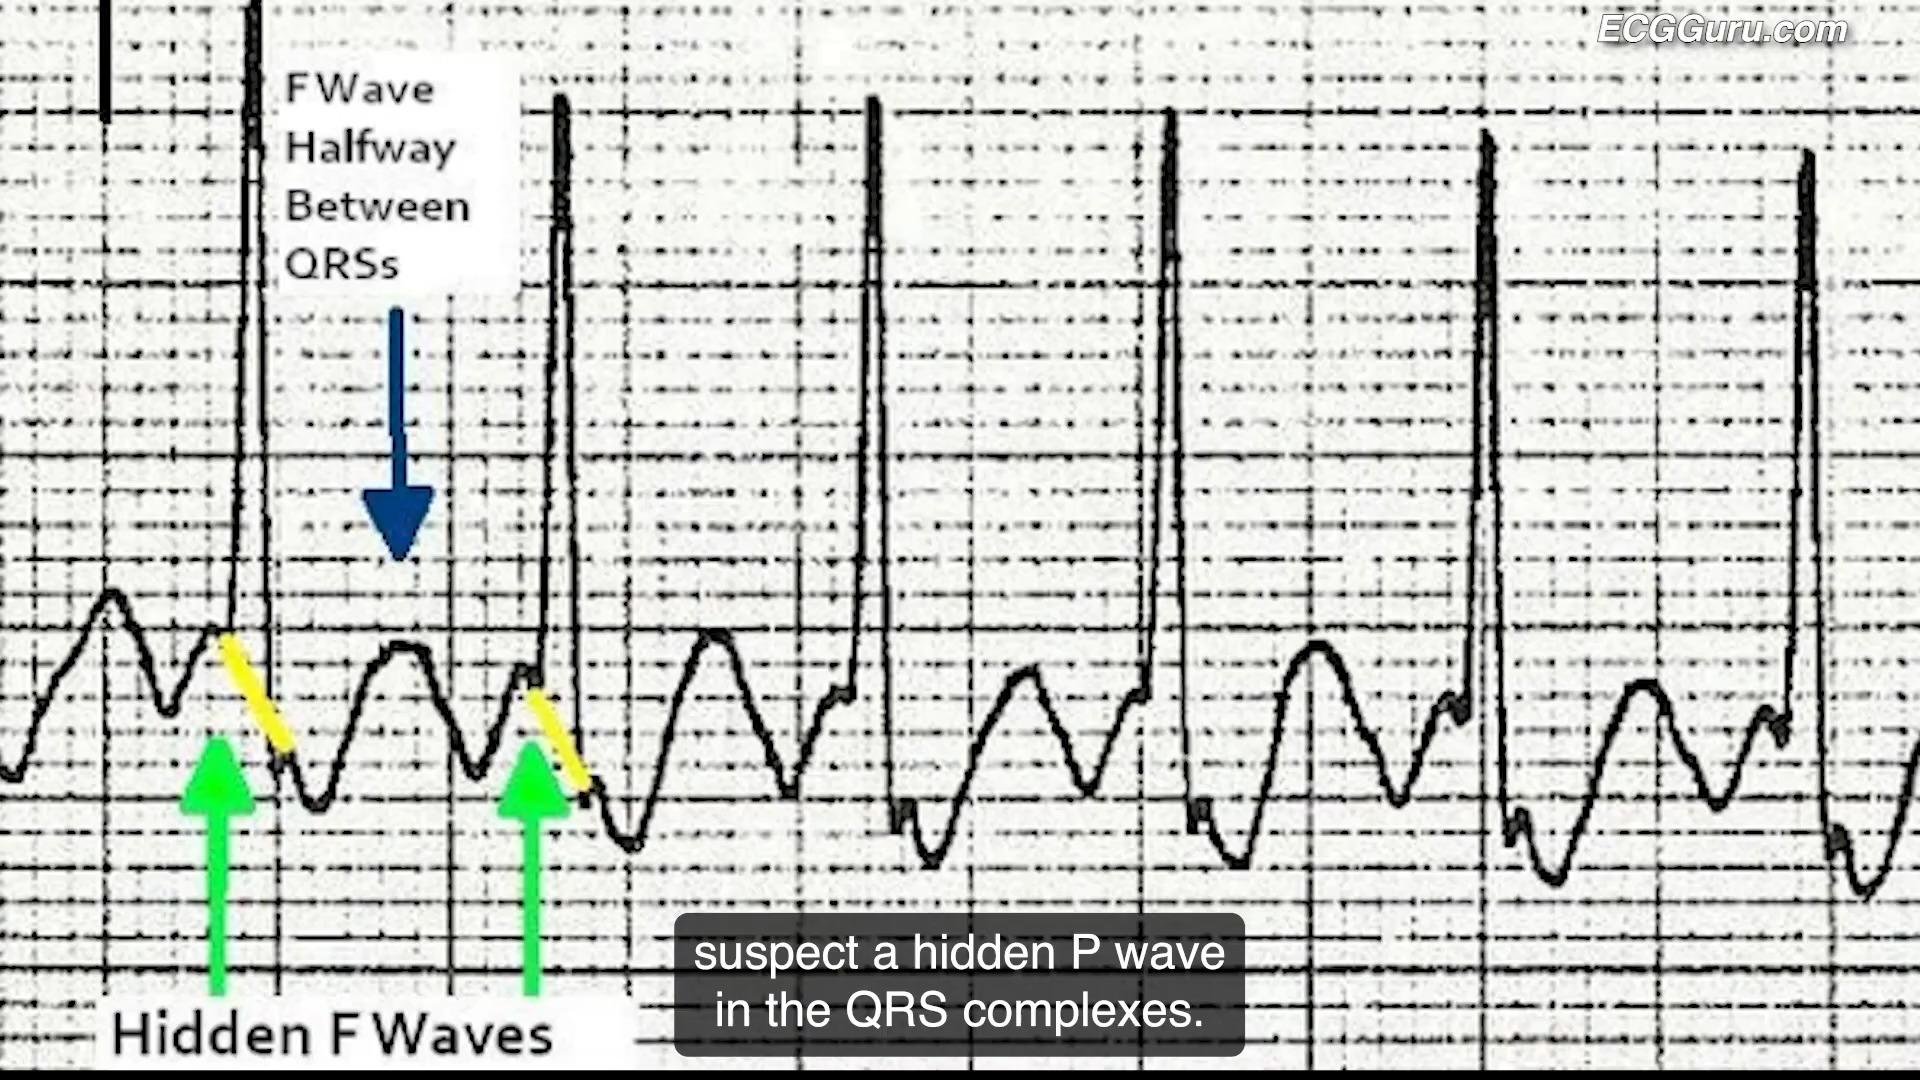 ECGGuru.com
F Wave
Halfway
Between
QRSs
Hidden F Waves
suspect a hidden P wave
in the QRS complexes.